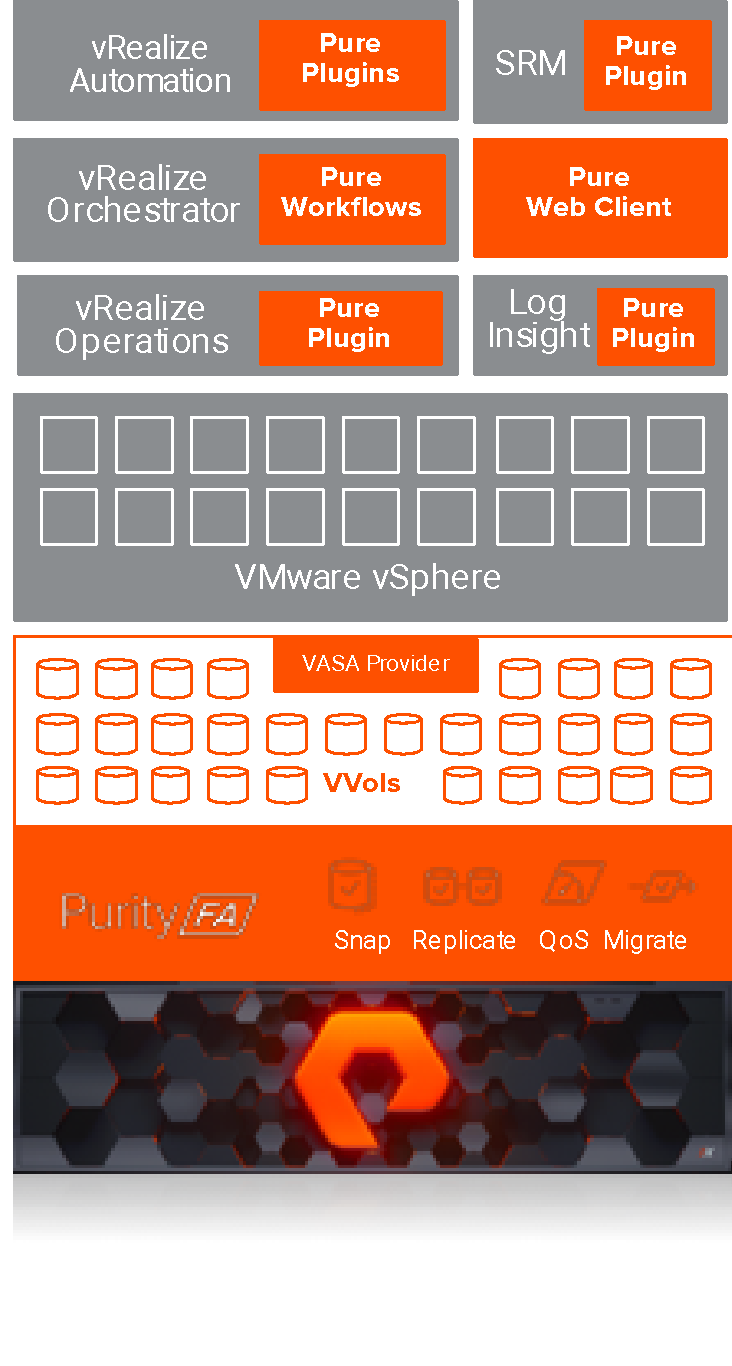 vRealize
Automation
Pure
Plugins
SRM
Pure
Plugin
vRealize
Orchestrator
Pure
Workflows
Pure
Web Client
vRealize
Operations
Pure
Plugin
Log
Insight
Pure
Plugin
VMware vSphere
VASA Provider
VVols
Purity/FA
Snap Replicate QoS Migrate